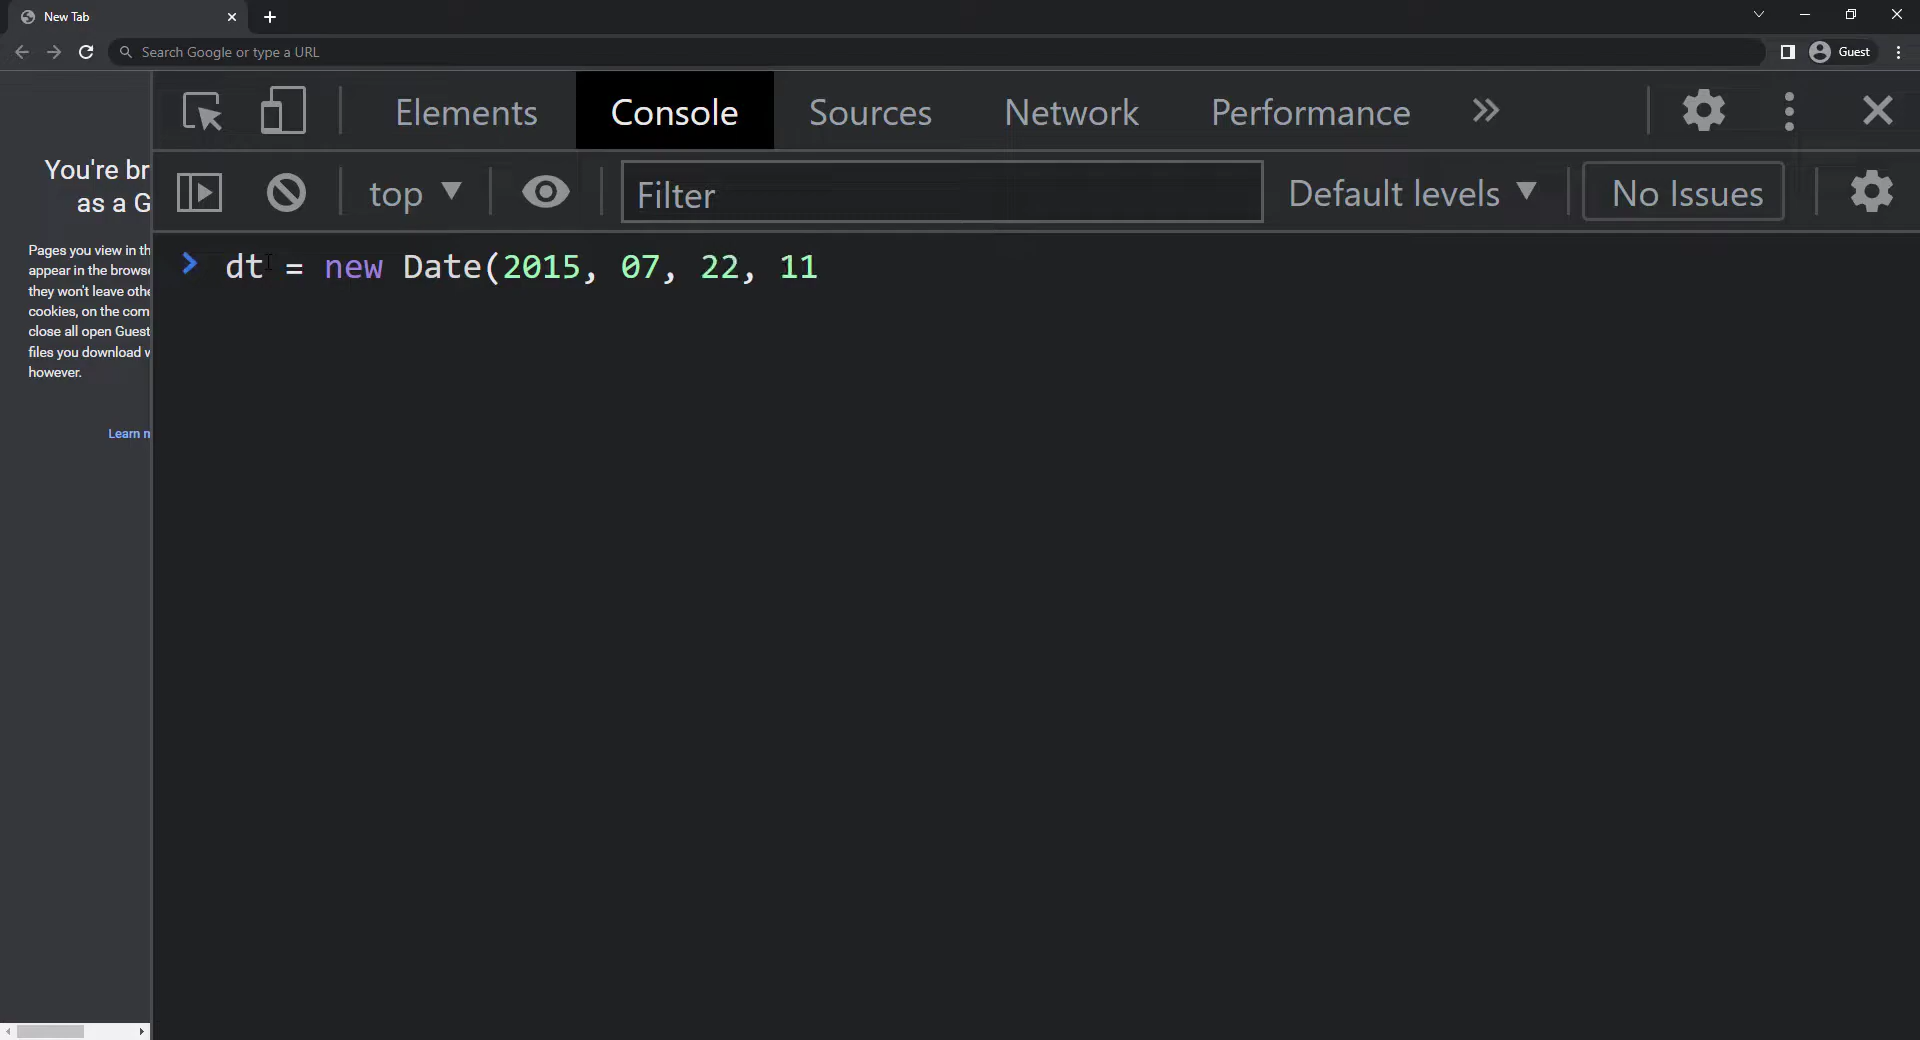 New Tab
Search Google or type a URL
Guest
Elements
Console
Sources
Network
Performance
top
Filter
Default levels
No Issues
You're br
as a G
Pages you view in th
appear in the browse
they won't leave othe
cookies, on the com
close all open Guest
files you download w
however.
Learn m
dt = new Date(2015, 07, 22, 11